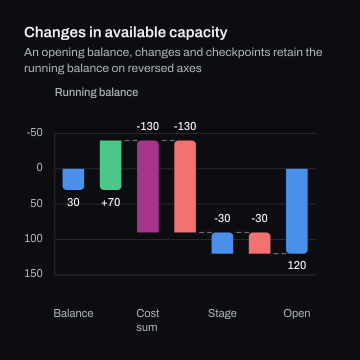 Changes in available capacity
An opening balance, changes and checkpoints retain the
running balance on reversed axes
Running balance
-130 -130
-50
0
30 +70
50
-30 -30
100
120
150
Balance Cost sum Stage Open